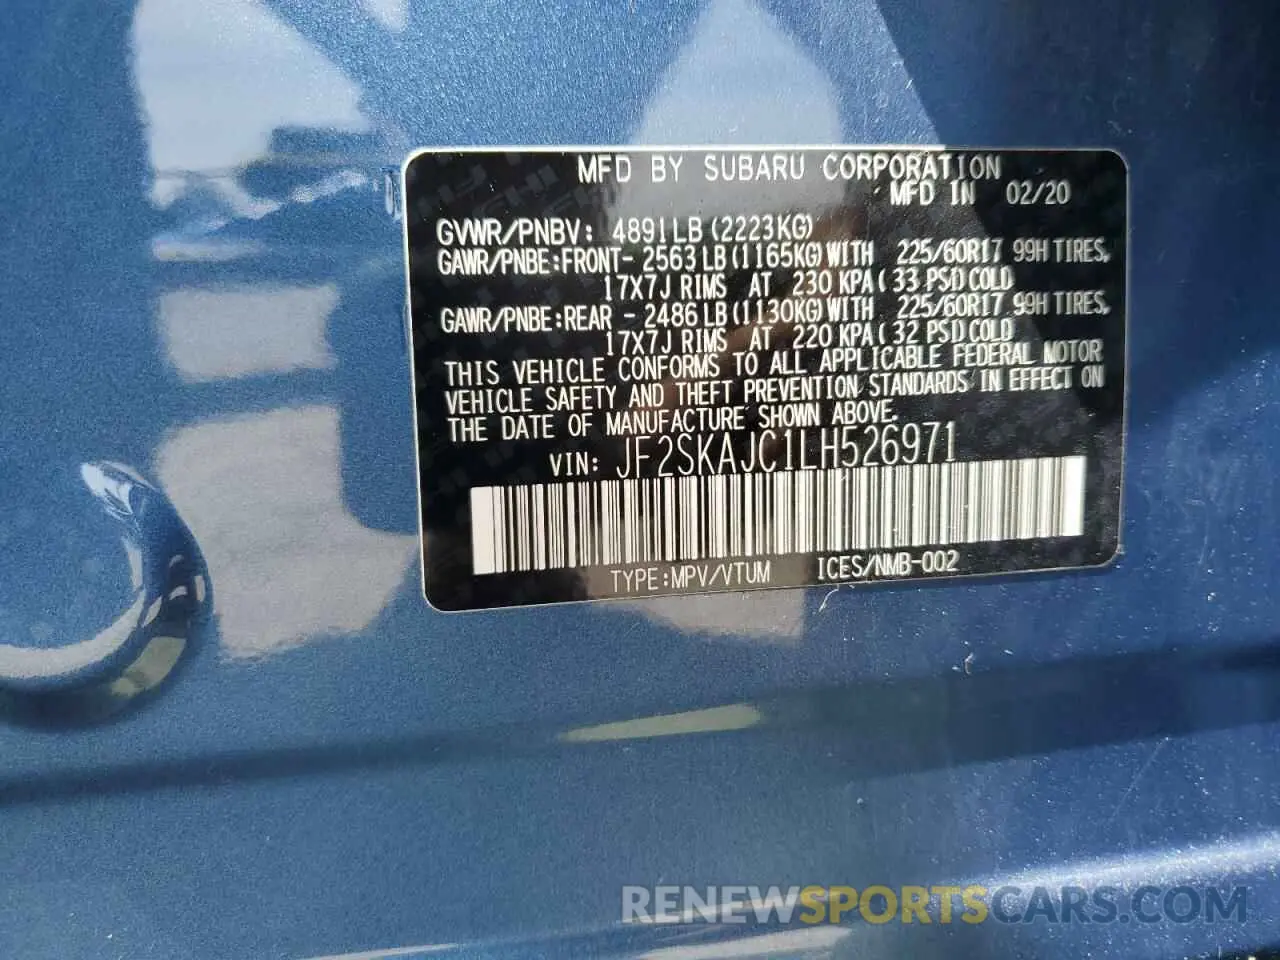 MFD BY SUBARU CORPORATION
MFD IN 02/20
GVWR/PNBV: 4891LB(2223KG)
GAWR/PNBE:FRONT- 2563LB(1165KG)WITH 225/60R17 99H TIRES,
17X7J RIMS AT 230 KPA( 33 PSI)COLD
GAWR/PNBE:REAR - 2486LB(1130KG)WITH 225/60R17 99H TIRES,
17X7J RIMS AT 220 KPA( 32 PSI)COLD
THIS VEHICLE CONFORMS TO ALL APPLICABLE FEDERAL MOTOR
VEHICLE SAFETY AND THEFT PREVENTION STANDARDS IN EFFECT ON
THE DATE OF MANUFACTURE SHOWN ABOVE.
VIN: JF2SKAJC1LH526971
TYPE:MPV/VTUM ICES/NMB-002
RENEWSPORTSCARS.COM